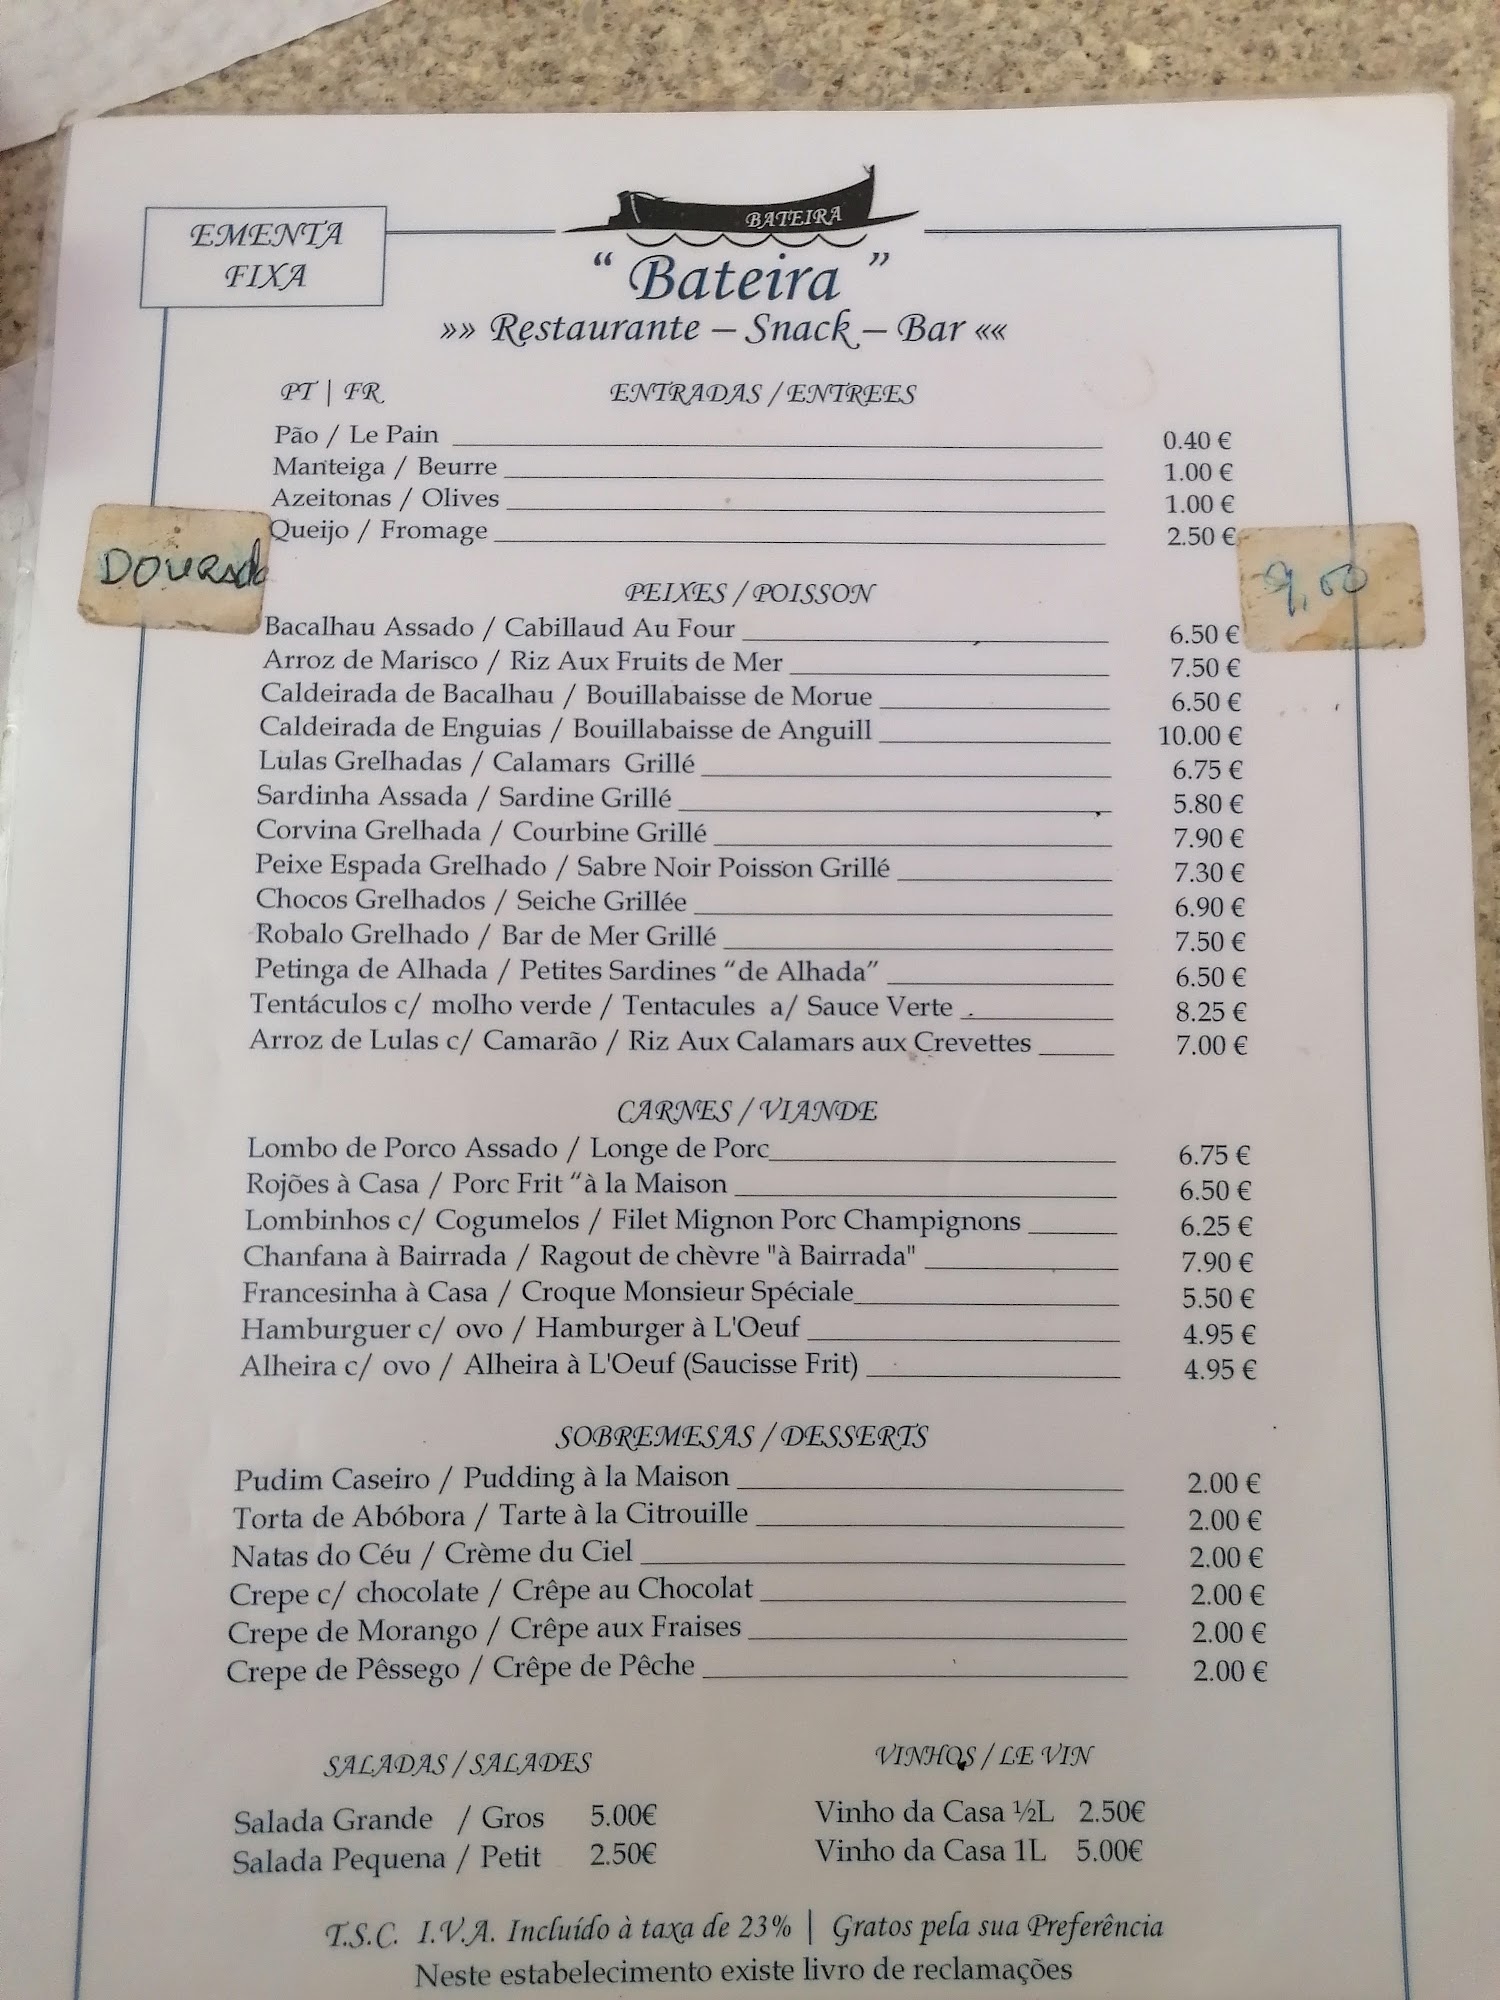 BATEIRA
EMENTA
FIXA
“ Bateira ”
»» Restaurante – Snack – Bar ««
PT | FR ENTRADAS / ENTREES
Pão / Le Pain 0.40 €
Manteiga / Beurre 1.00 €
Azeitonas / Olives 1.00 €
Queijo / Fromage 2.50 €
Dourada
PEIXES / POISSON
Bacalhau Assado / Cabillaud Au Four 6.50 €
Arroz de Marisco / Riz Aux Fruits de Mer 7.50 €
Caldeirada de Bacalhau / Bouillabaisse de Morue 6.50 €
Caldeirada de Enguias / Bouillabaisse de Anguill 10.00 €
Lulas Grelhadas / Calamars Grillé 6.75 €
Sardinha Assada / Sardine Grillé 5.80 €
Corvina Grelhada / Courbine Grillé 7.90 €
Peixe Espada Grelhado / Sabre Noir Poisson Grillé 7.30 €
Chocos Grelhados / Seiche Grillée 6.90 €
Robalo Grelhado / Bar de Mer Grillé 7.50 €
Petinga de Alhada / Petites Sardines “de Alhada” 6.50 €
Tentáculos c/ molho verde / Tentacules a/ Sauce Verte 8.25 €
Arroz de Lulas c/ Camarão / Riz Aux Calamars aux Crevettes 7.00 €
CARNES / VIANDE
Lombo de Porco Assado / Longe de Porc 6.75 €
Rojões à Casa / Porc Frit “à la Maison 6.50 €
Lombinhos c/ Cogumelos / Filet Mignon Porc Champignons 6.25 €
Chanfana à Bairrada / Ragout de chèvre "à Bairrada" 7.90 €
Francesinha à Casa / Croque Monsieur Spéciale 5.50 €
Hamburguer c/ ovo / Hamburger à L'Oeuf 4.95 €
Alheira c/ ovo / Alheira à L'Oeuf (Saucisse Frit) 4.95 €
SOBREMESAS / DESSERTS
Pudim Caseiro / Pudding à la Maison 2.00 €
Torta de Abóbora / Tarte à la Citrouille 2.00 €
Natas do Céu / Crème du Ciel 2.00 €
Crepe c/ chocolate / Crêpe au Chocolat 2.00 €
Crepe de Morango / Crêpe aux Fraises 2.00 €
Crepe de Pêssego / Crêpe de Pêche 2.00 €
SALADAS / SALADES
Salada Grande / Gros 5.00€
Salada Pequena / Petit 2.50€
VINHOS / LE VIN
Vinho da Casa ½L 2.50€
Vinho da Casa 1L 5.00€
T.S.C. I.V.A. Incluído à taxa de 23% | Gratos pela sua Preferência
Neste estabelecimento existe livro de reclamações